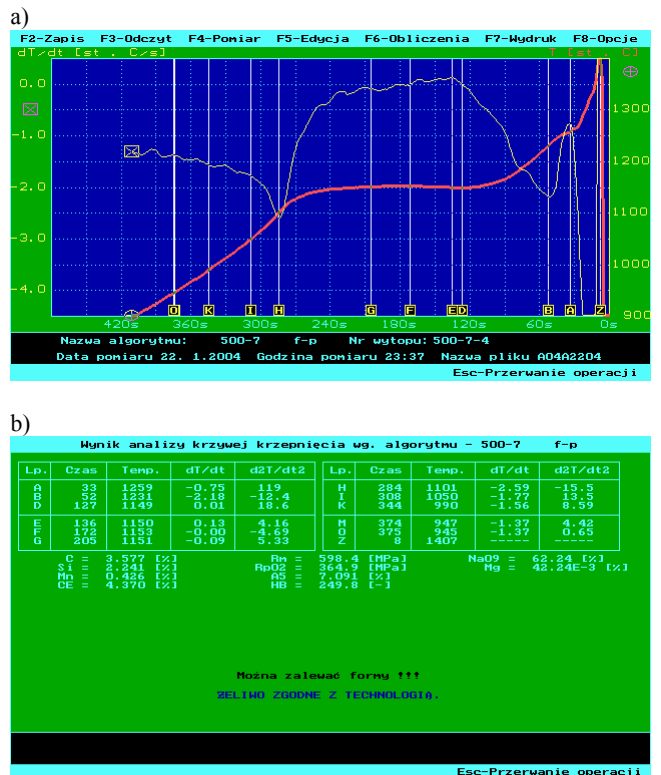 a)
F2-Zapis F3-Odczyt F4-Pomiar F5-Edycja F6-Obliczenia F7-Wydruk F8-Opcje
dT/dt [st . C/s] T [st . C]
0.0
-1.0
-2.0
-3.0
-4.0
1300
1200
1100
1000
900
O K I H G F E D B A Z
420s 360s 300s 240s 180s 120s 60s 0s
Nazwa algorytmu: 500-7 f-p Nr wytopu: 500-7-4
Data pomiaru 22. 1.2004 Godzina pomiaru 23:37 Nazwa pliku A04A2204
Esc-Przerwanie operacji
b)
Wynik analizy krzywej krzepnięcia wg. algorytmu - 500-7 f-p
Lp. Czas Temp. dT/dt d2T/dt2 Lp. Czas Temp. dT/dt d2T/dt2
A 33 1259 -0.75 119 H 284 1101 -2.59 -15.5
B 52 1231 -2.18 -12.4 I 308 1050 -1.77 13.5
D 127 1149 0.01 18.6 K 344 990 -1.56 8.59
E 136 1150 0.13 4.16 M 374 947 -1.37 4.42
F 172 1153 -0.00 -4.69 O 375 945 -1.37 0.65
G 205 1151 -0.09 5.33 Z 8 1407 ----- -----
C = 3.577 [%] Rm = 598.4 [MPa] Na09 = 62.24 [%]
Si = 2.241 [%] Rp02 = 364.9 [MPa] Mg = 42.24E-3 [%]
Mn = 0.426 [%] A5 = 7.091 [%]
CE = 4.370 [%] HB = 249.8 [-]
Można zalewać formy !!!
ŻELIWO ZGODNE Z TECHNOLOGIĄ.
Esc-Przerwanie operacji